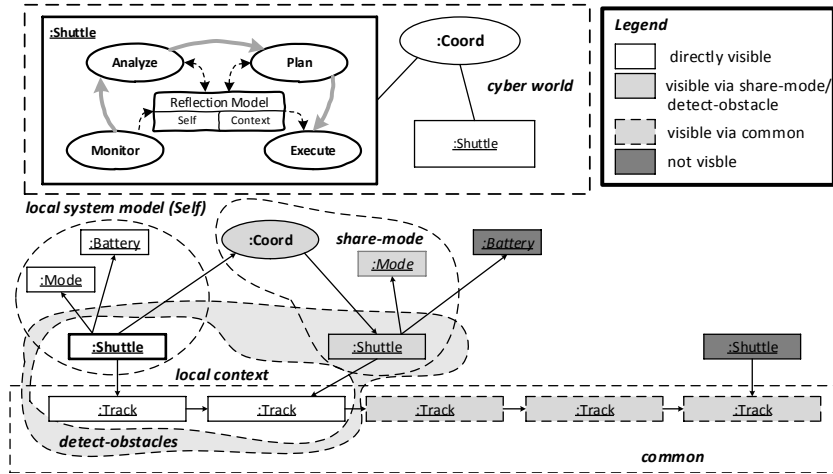 :Shuttle
Analyze
Plan
Reflection Model
Self
Context
Monitor
Execute
:Coord
cyber world
:Shuttle
Legend
directly visible
visible via share-mode/
detect-obstacle
visible via common
not visble
local system model (Self)
:Battery
:Mode
:Coord
share-mode
:Mode
:Battery
:Shuttle
:Shuttle
:Shuttle
local context
:Track
:Track
:Track
:Track
:Track
detect-obstacles
common